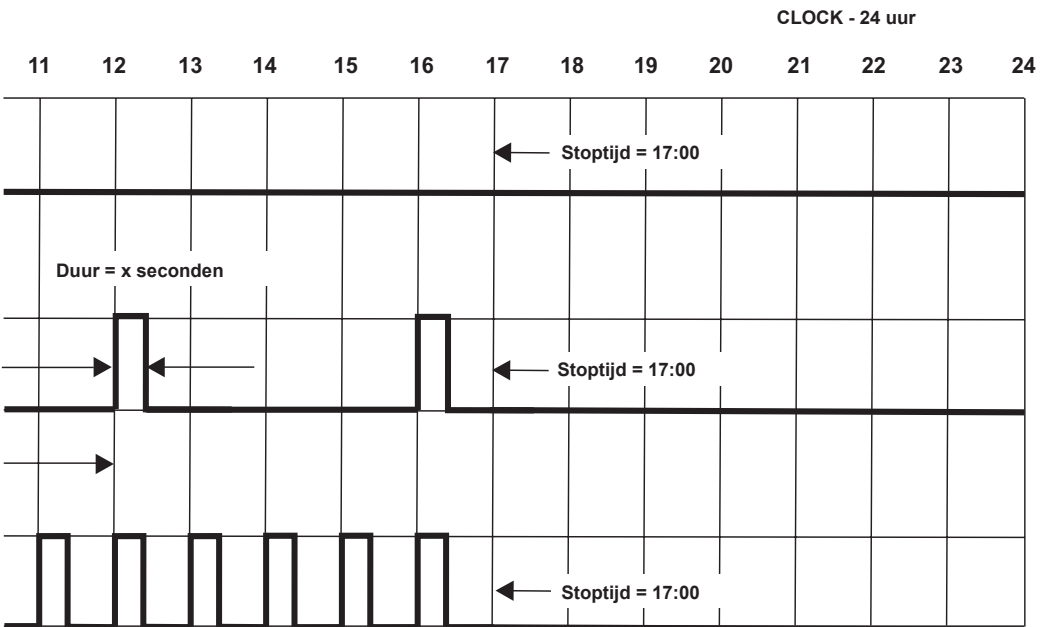 CLOCK - 24 uur
11 12 13 14 15 16 17 18 19 20 21 22 23 24
Stoptijd = 17:00
Duur = x seconden
Stoptijd = 17:00
Stoptijd = 17:00